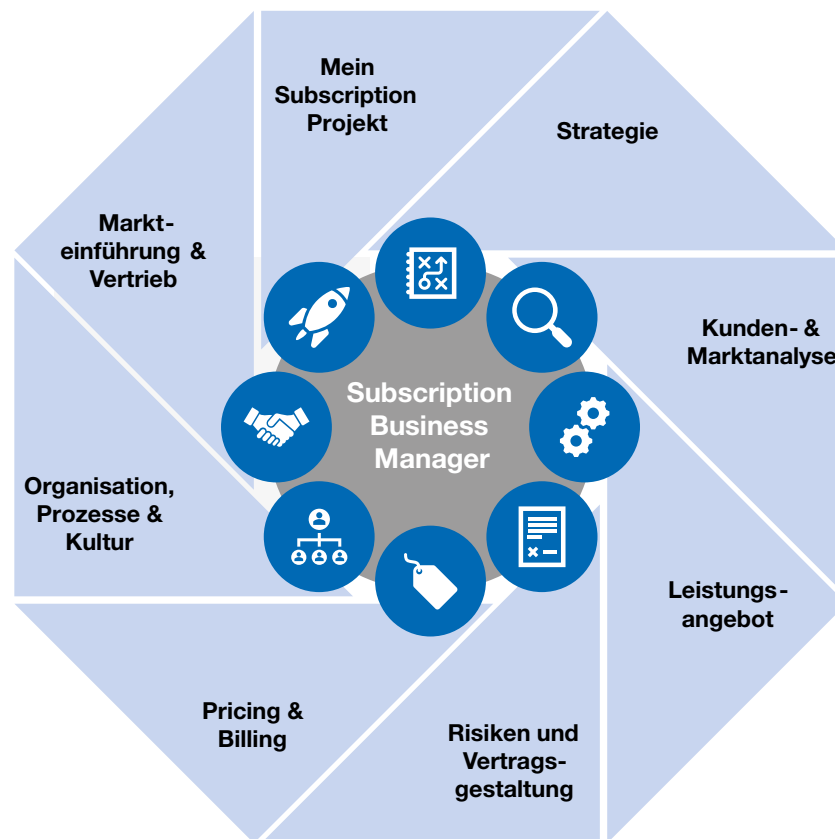 Mein
Subscription
Projekt
Strategie
Kunden- &
Marktanalyse
Leistungs-
angebot
Risiken und
Vertrags-
gestaltung
Pricing &
Billing
Organisation,
Prozesse &
Kultur
Markt-
einführung &
Vertrieb
Subscription
Business
Manager